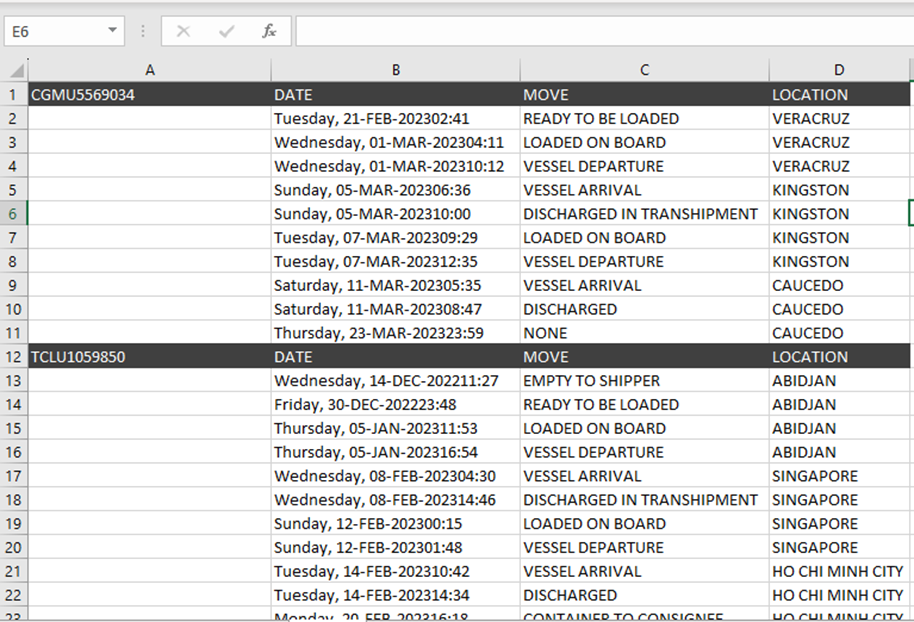 E6 fx
A B C D
1 CGMU5569034 DATE MOVE LOCATION
2 Tuesday, 21-FEB-202302:41 READY TO BE LOADED VERACRUZ
3 Wednesday, 01-MAR-202304:11 LOADED ON BOARD VERACRUZ
4 Wednesday, 01-MAR-202310:12 VESSEL DEPARTURE VERACRUZ
5 Sunday, 05-MAR-202306:36 VESSEL ARRIVAL KINGSTON
6 Sunday, 05-MAR-202310:00 DISCHARGED IN TRANSHIPMENT KINGSTON
7 Tuesday, 07-MAR-202309:29 LOADED ON BOARD KINGSTON
8 Tuesday, 07-MAR-202312:35 VESSEL DEPARTURE KINGSTON
9 Saturday, 11-MAR-202305:35 VESSEL ARRIVAL CAUCEDO
10 Saturday, 11-MAR-202308:47 DISCHARGED CAUCEDO
11 Thursday, 23-MAR-202323:59 NONE CAUCEDO
12 TCLU1059850 DATE MOVE LOCATION
13 Wednesday, 14-DEC-202211:27 EMPTY TO SHIPPER ABIDJAN
14 Friday, 30-DEC-202223:48 READY TO BE LOADED ABIDJAN
15 Thursday, 05-JAN-202311:53 LOADED ON BOARD ABIDJAN
16 Thursday, 05-JAN-202316:54 VESSEL DEPARTURE ABIDJAN
17 Wednesday, 08-FEB-202304:30 VESSEL ARRIVAL SINGAPORE
18 Wednesday, 08-FEB-202314:46 DISCHARGED IN TRANSHIPMENT SINGAPORE
19 Sunday, 12-FEB-202300:15 LOADED ON BOARD SINGAPORE
20 Sunday, 12-FEB-202301:48 VESSEL DEPARTURE SINGAPORE
21 Tuesday, 14-FEB-202310:42 VESSEL ARRIVAL HO CHI MINH CITY
22 Tuesday, 14-FEB-202314:34 DISCHARGED HO CHI MINH CITY
23 Monday, 20-FEB-202316:18 CONTAINER TO CONSIGNEE HO CHI MINH CITY